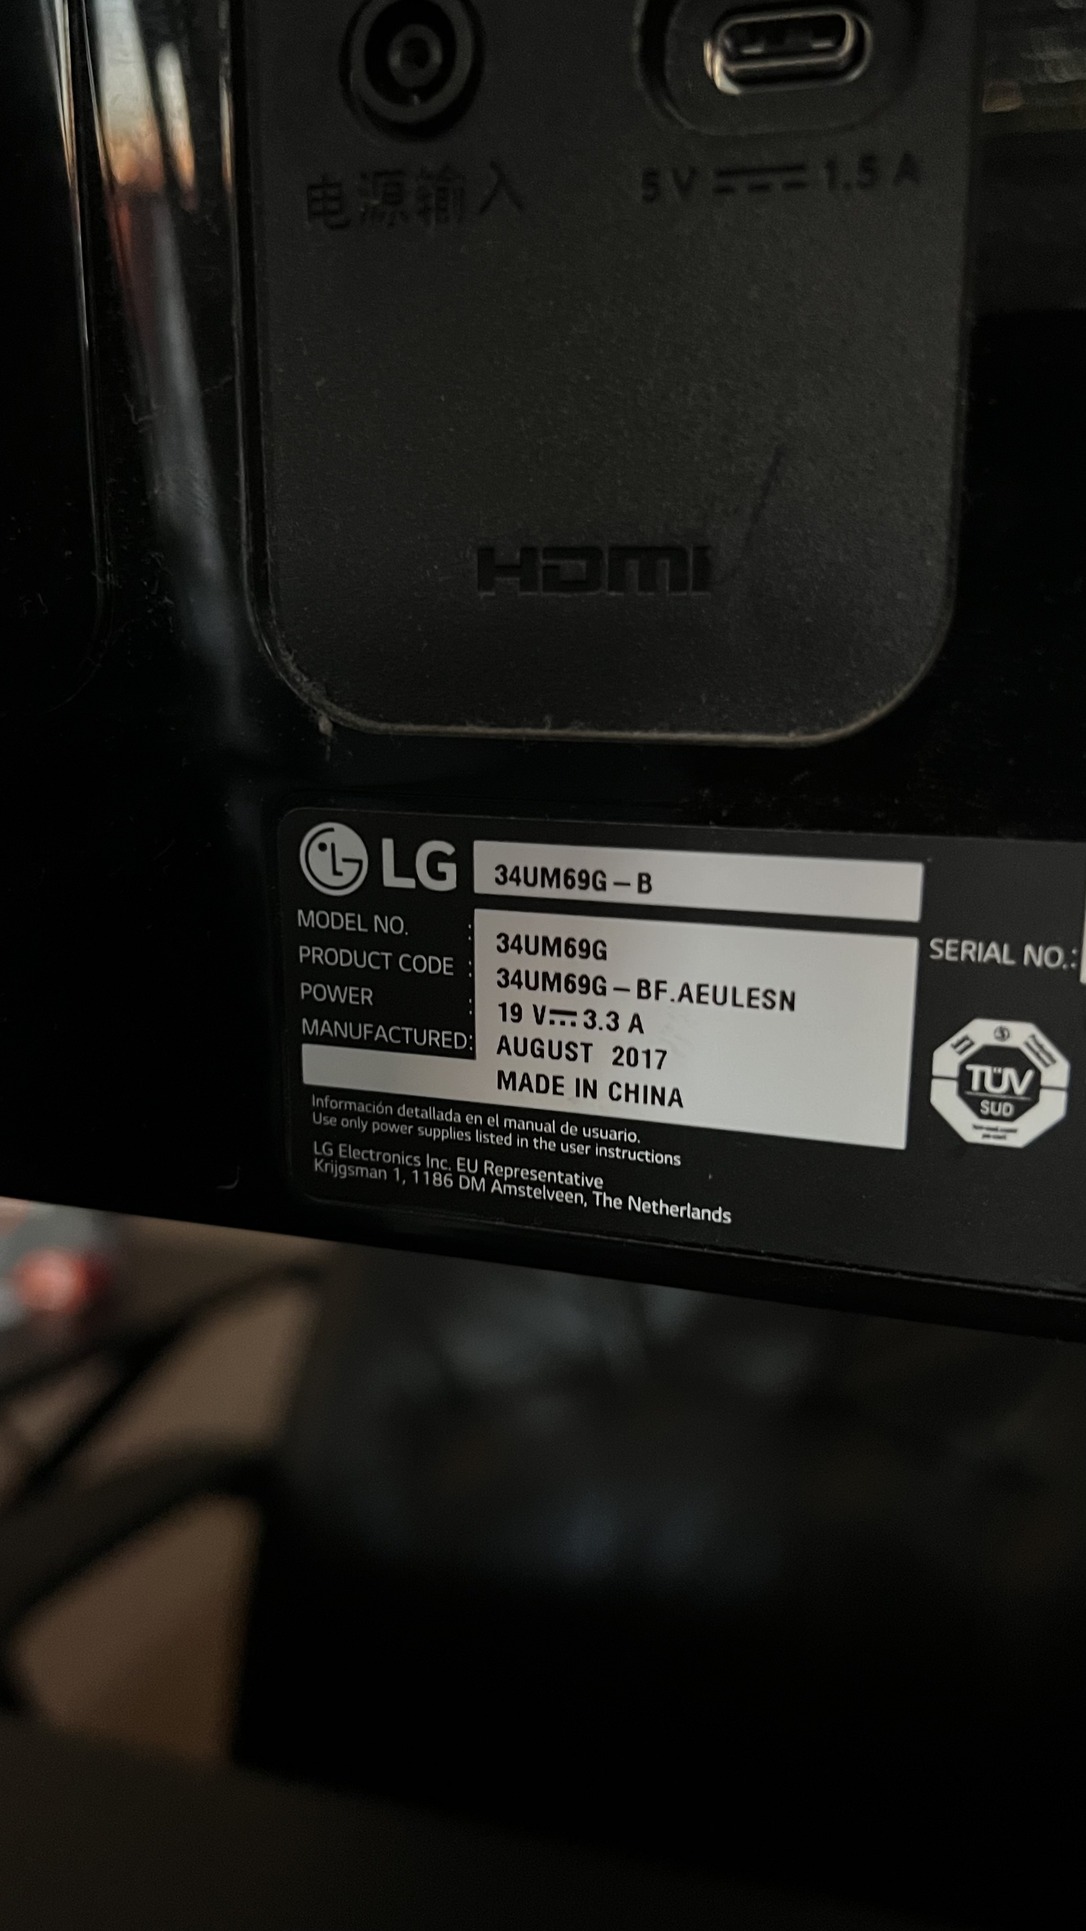 电源输入
5 V ⎓ 1.5 A
HDMI
LG 34UM69G-B
MODEL NO. : 34UM69G
PRODUCT CODE : 34UM69G-BF.AEULESN
POWER : 19 V ⎓ 3.3 A
MANUFACTURED: AUGUST 2017
MADE IN CHINA
SERIAL NO.:
TÜV
SUD
Información detallada en el manual de usuario.
Use only power supplies listed in the user instructions
LG Electronics Inc. EU Representative
Krijgsman 1, 1186 DM Amstelveen, The Netherlands